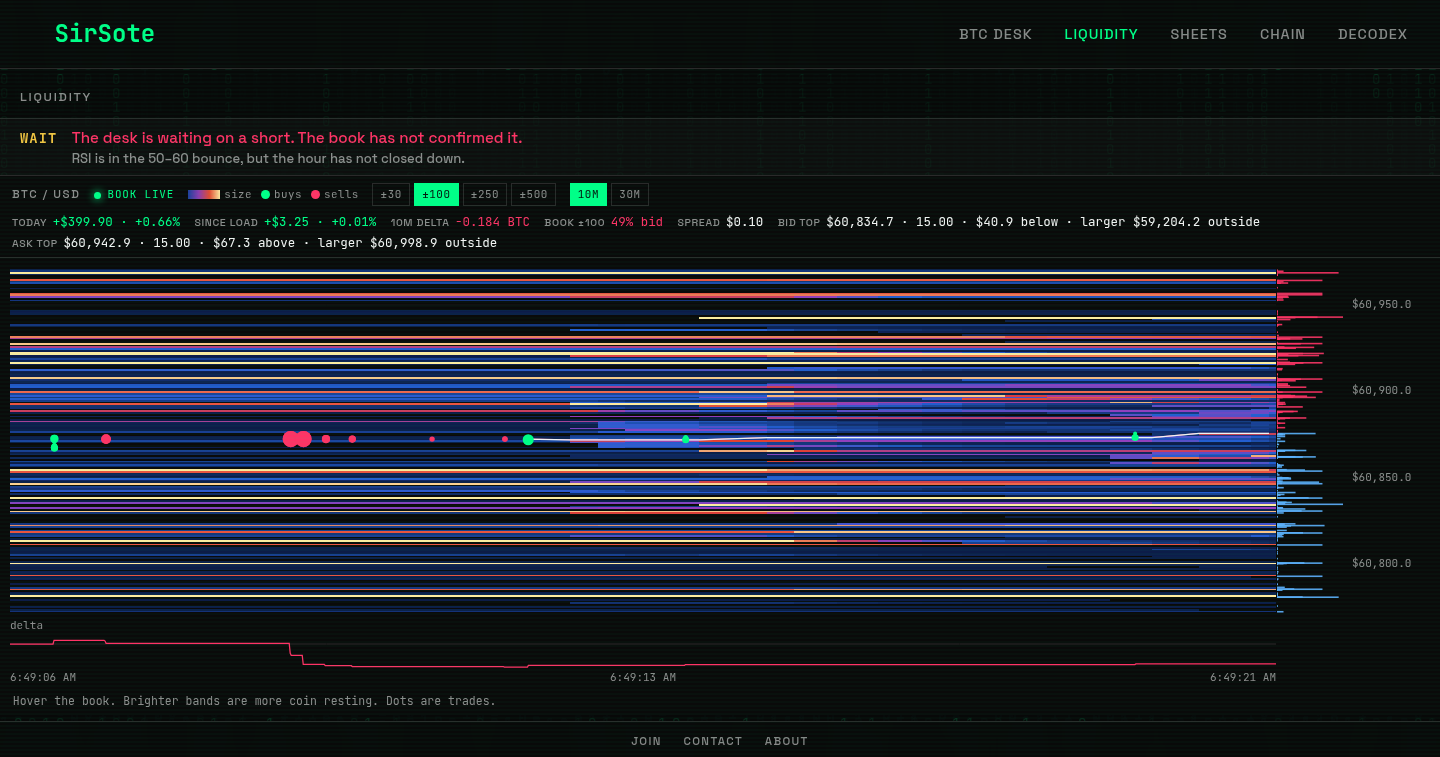 SirSote
BTC DESK LIQUIDITY SHEETS CHAIN DECODEX
LIQUIDITY
WAIT The desk is waiting on a short. The book has not confirmed it.
RSI is in the 50–60 bounce, but the hour has not closed down.
BTC / USD BOOK LIVE size buys sells ±30 ±100 ±250 ±500 10M 30M
TODAY +$399.90 · +0.66% SINCE LOAD +$3.25 · +0.01% 10M DELTA -0.184 BTC BOOK ±100 49% bid SPREAD $0.10 BID TOP $60,834.7 · 15.00 · $40.9 below · larger $59,204.2 outside
ASK TOP $60,942.9 · 15.00 · $67.3 above · larger $60,998.9 outside
$60,950.0
$60,900.0
$60,850.0
$60,800.0
delta
6:49:06 AM 6:49:13 AM 6:49:21 AM
Hover the book. Brighter bands are more coin resting. Dots are trades.
JOIN CONTACT ABOUT